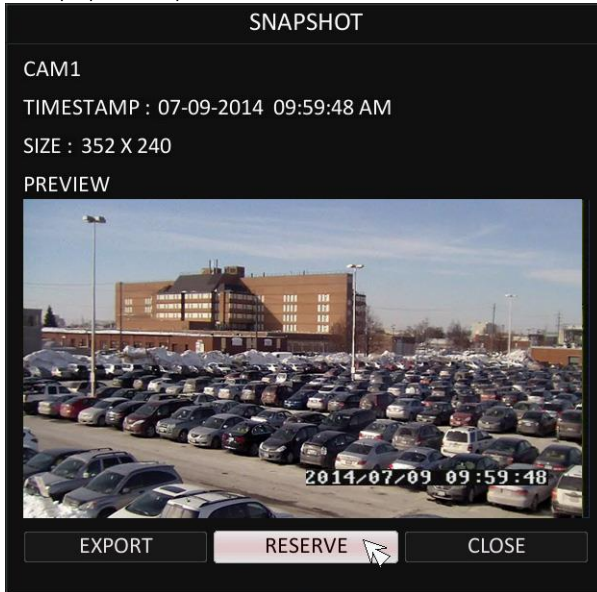 SNAPSHOT
CAM1
TIMESTAMP : 07-09-2014 09:59:48 AM
SIZE : 352 X 240
PREVIEW
2014/07/09 09:59:48
EXPORT RESERVE CLOSE